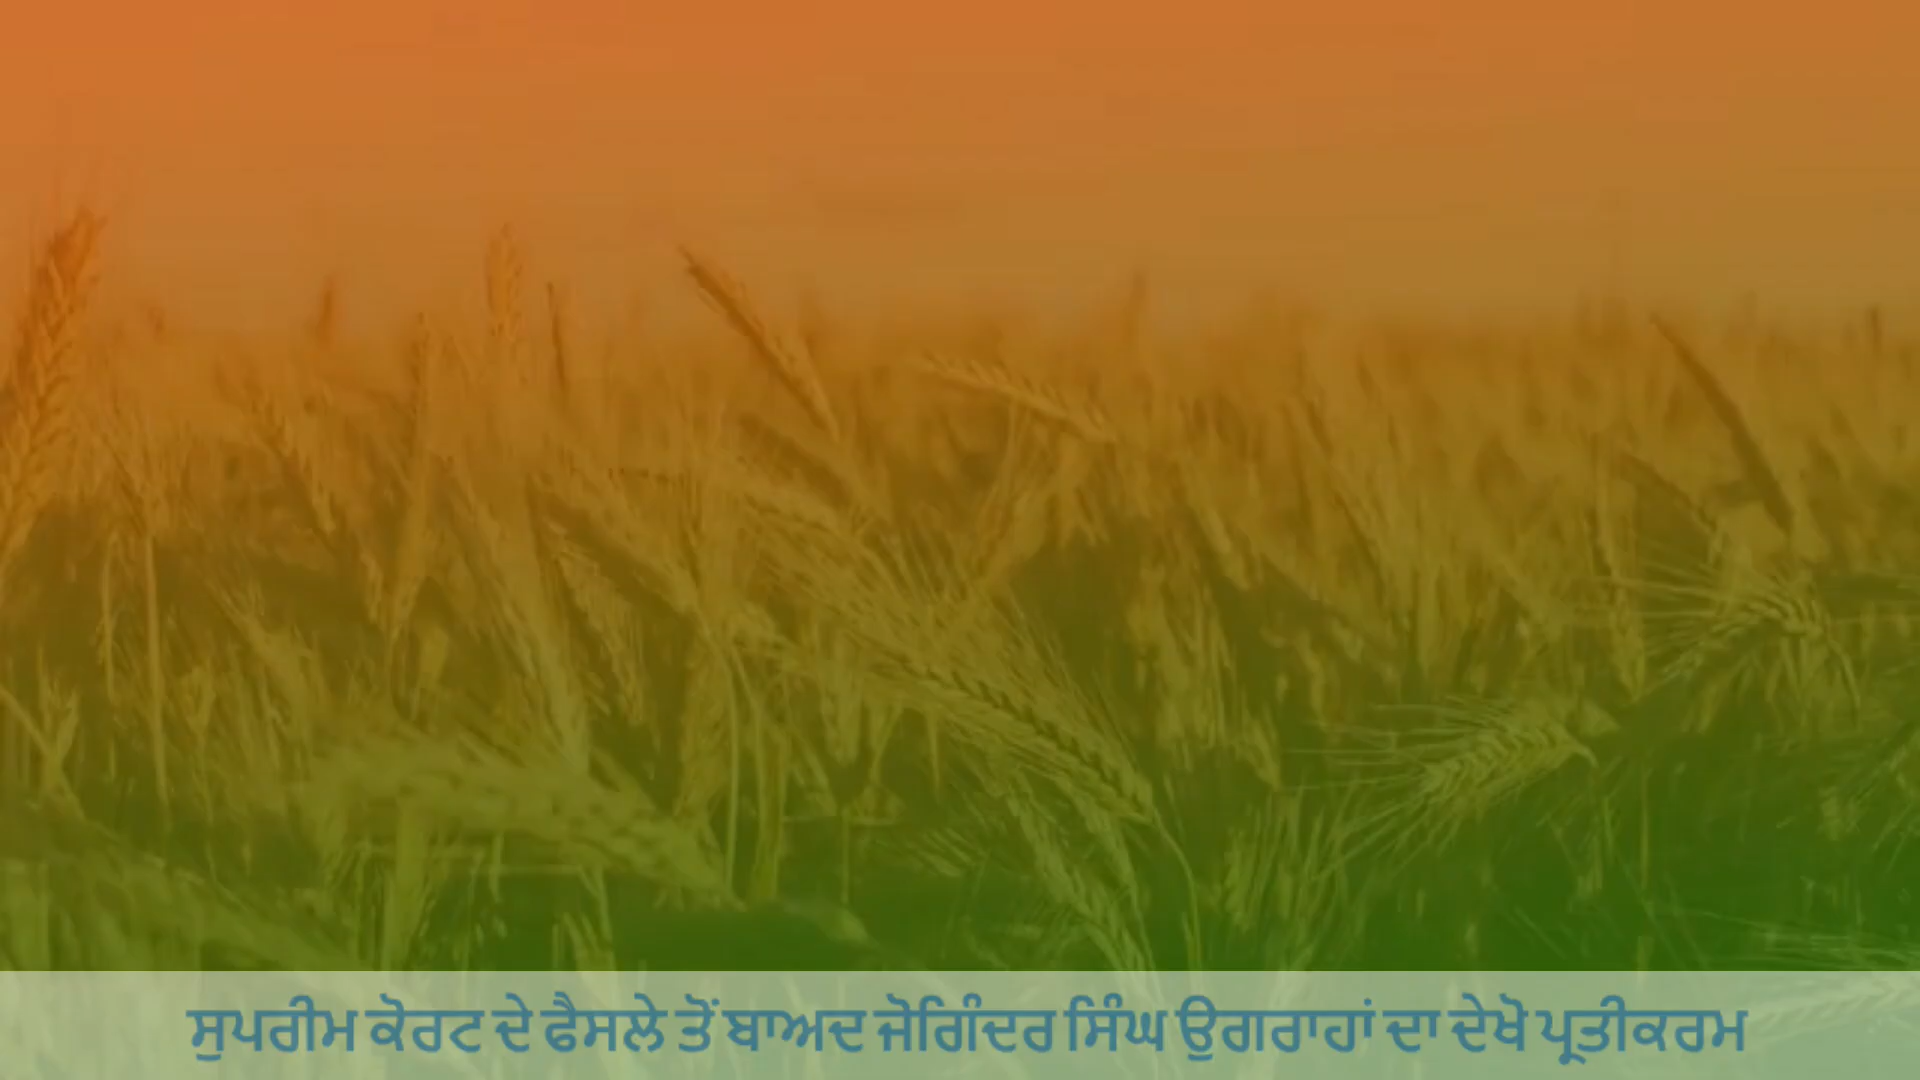 ਸੁਪਰੀਮ ਕੋਰਟ ਦੇ ਫੈਸਲੇ ਤੋਂ ਬਾਅਦ ਜੋਗਿੰਦਰ ਸਿੰਘ ਉਗਰਾਹਾਂ ਦਾ ਦੇਖੋ ਪ੍ਰਤੀਕਰਮ